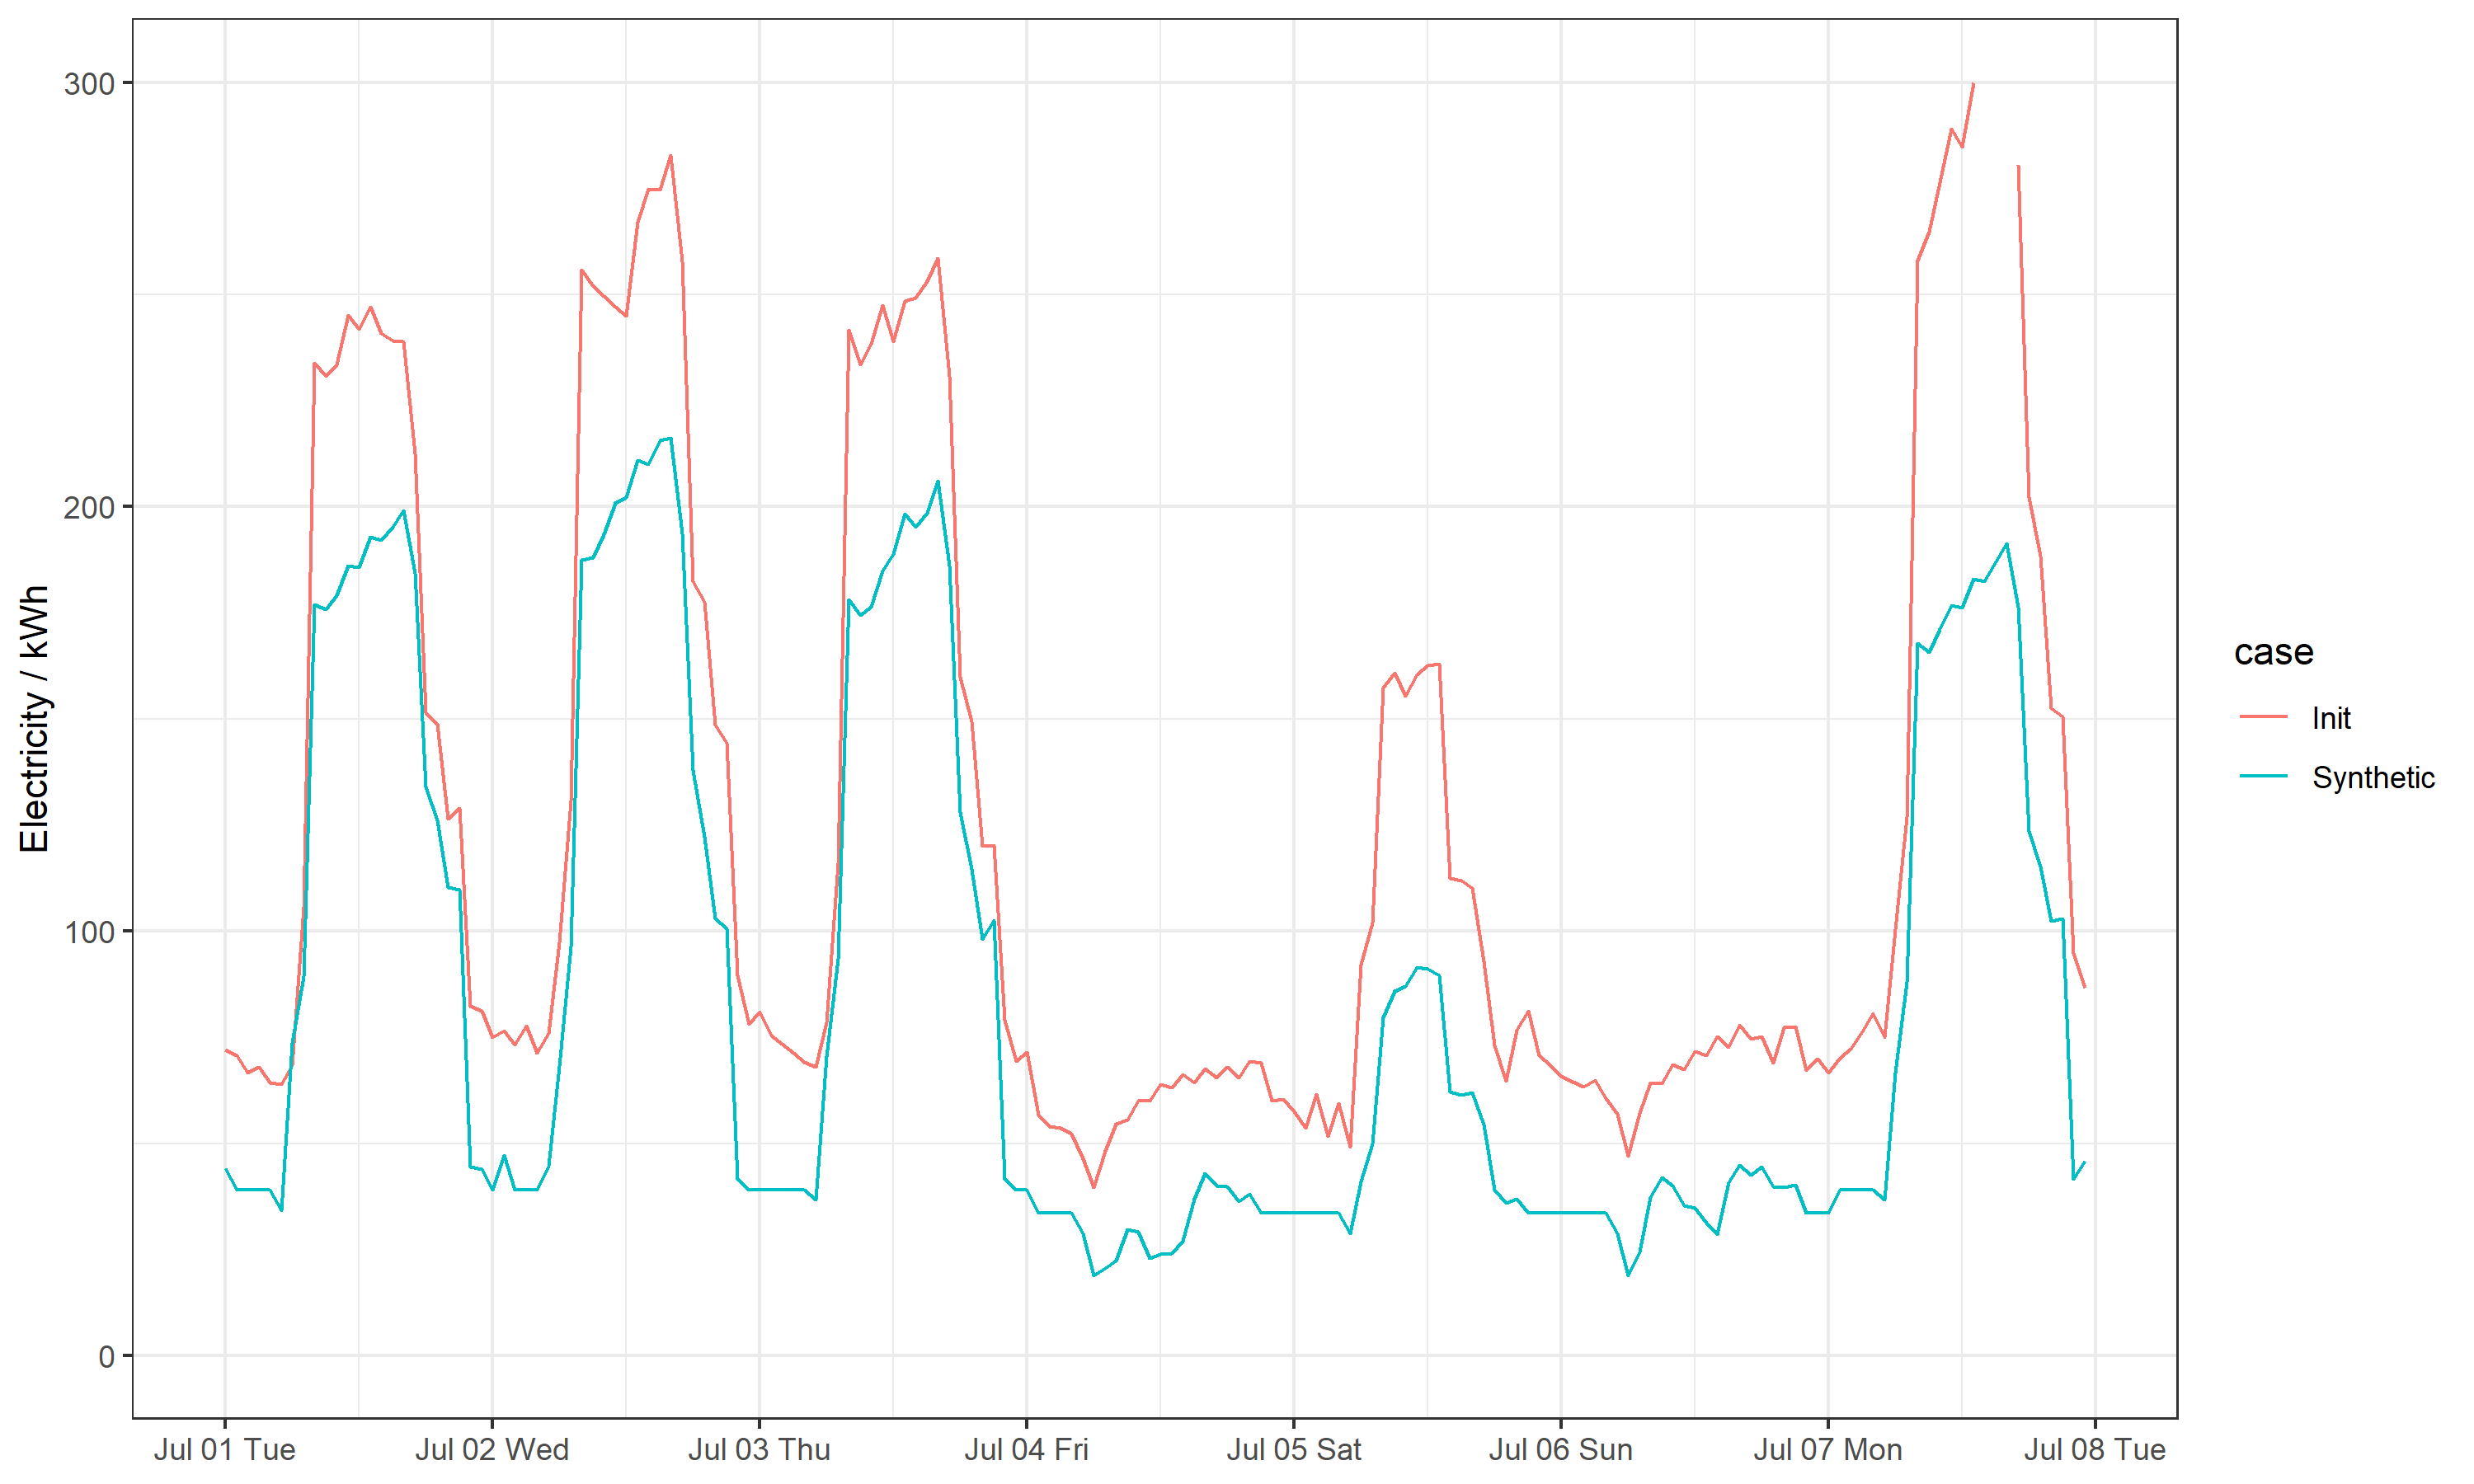 300
200
100
0
Electricity / kWh
Jul 01 Tue
Jul 02 Wed
Jul 03 Thu
Jul 04 Fri
Jul 05 Sat
Jul 06 Sun
Jul 07 Mon
Jul 08 Tue
case
Init
Synthetic